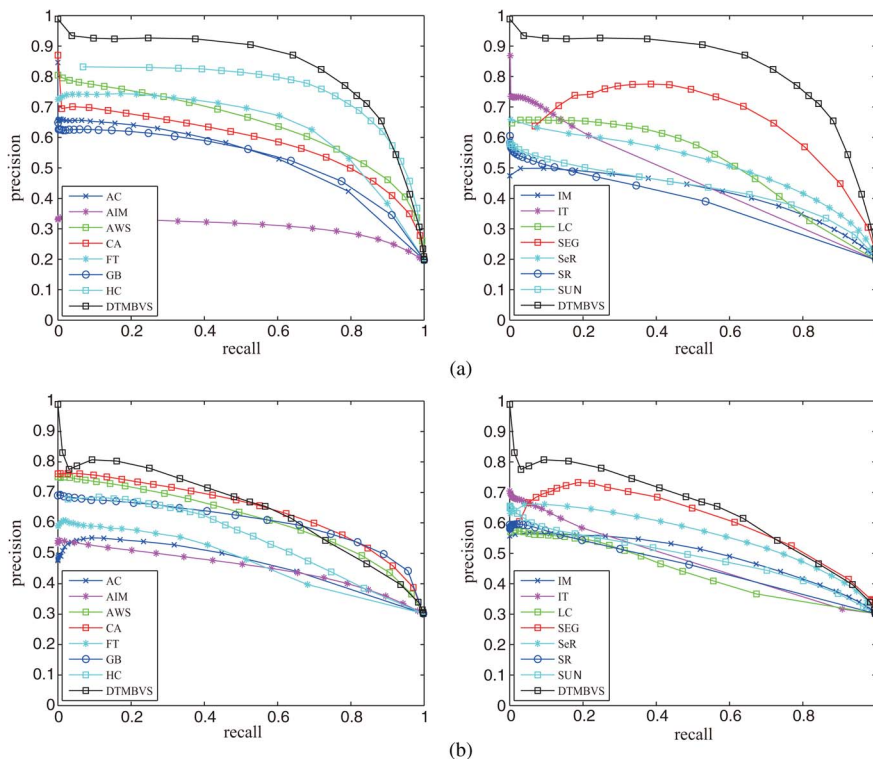 1
0.9
0.8
0.7
0.6
0.5
0.4
0.3
0.2
0.1
0
precision
AC
AIM
AWS
CA
FT
GB
HC
DTMBVS
0 0.2 0.4 0.6 0.8 1
recall
1
0.9
0.8
0.7
0.6
0.5
0.4
0.3
0.2
0.1
0
precision
IM
IT
LC
SEG
SeR
SR
SUN
DTMBVS
0 0.2 0.4 0.6 0.8
recall
(a)
1
0.9
0.8
0.7
0.6
0.5
0.4
0.3
0.2
0.1
0
precision
AC
AIM
AWS
CA
FT
GB
HC
DTMBVS
0 0.2 0.4 0.6 0.8 1
recall
1
0.9
0.8
0.7
0.6
0.5
0.4
0.3
0.2
0.1
0
precision
IM
IT
LC
SEG
SeR
SR
SUN
DTMBVS
0 0.2 0.4 0.6 0.8
recall
(b)